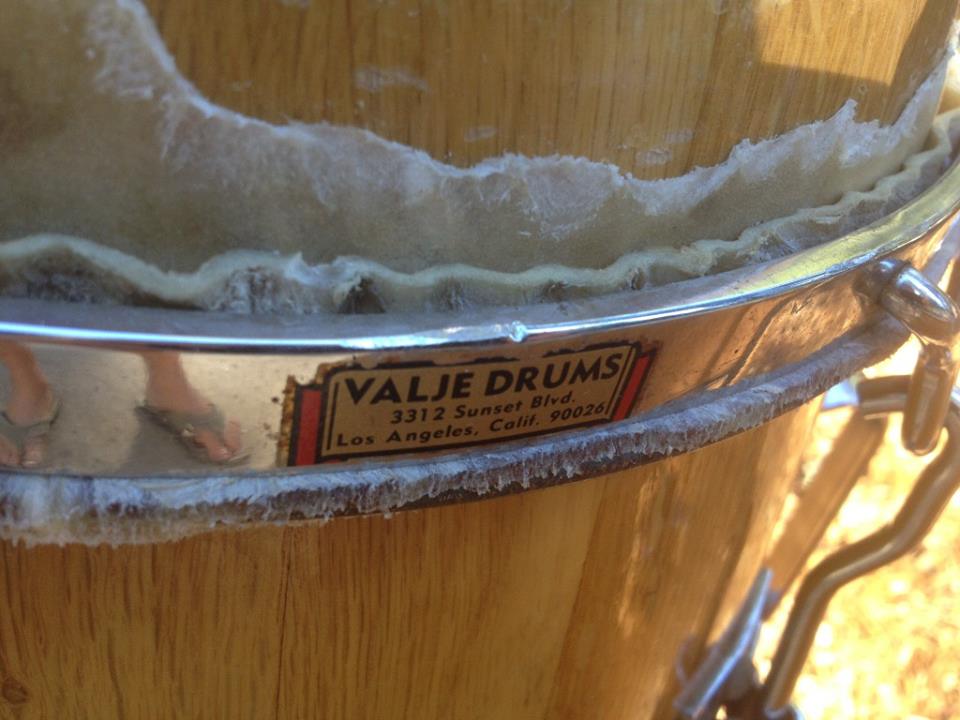 VALJE DRUMS
3312 Sunset Blvd.
Los Angeles, Calif. 90026